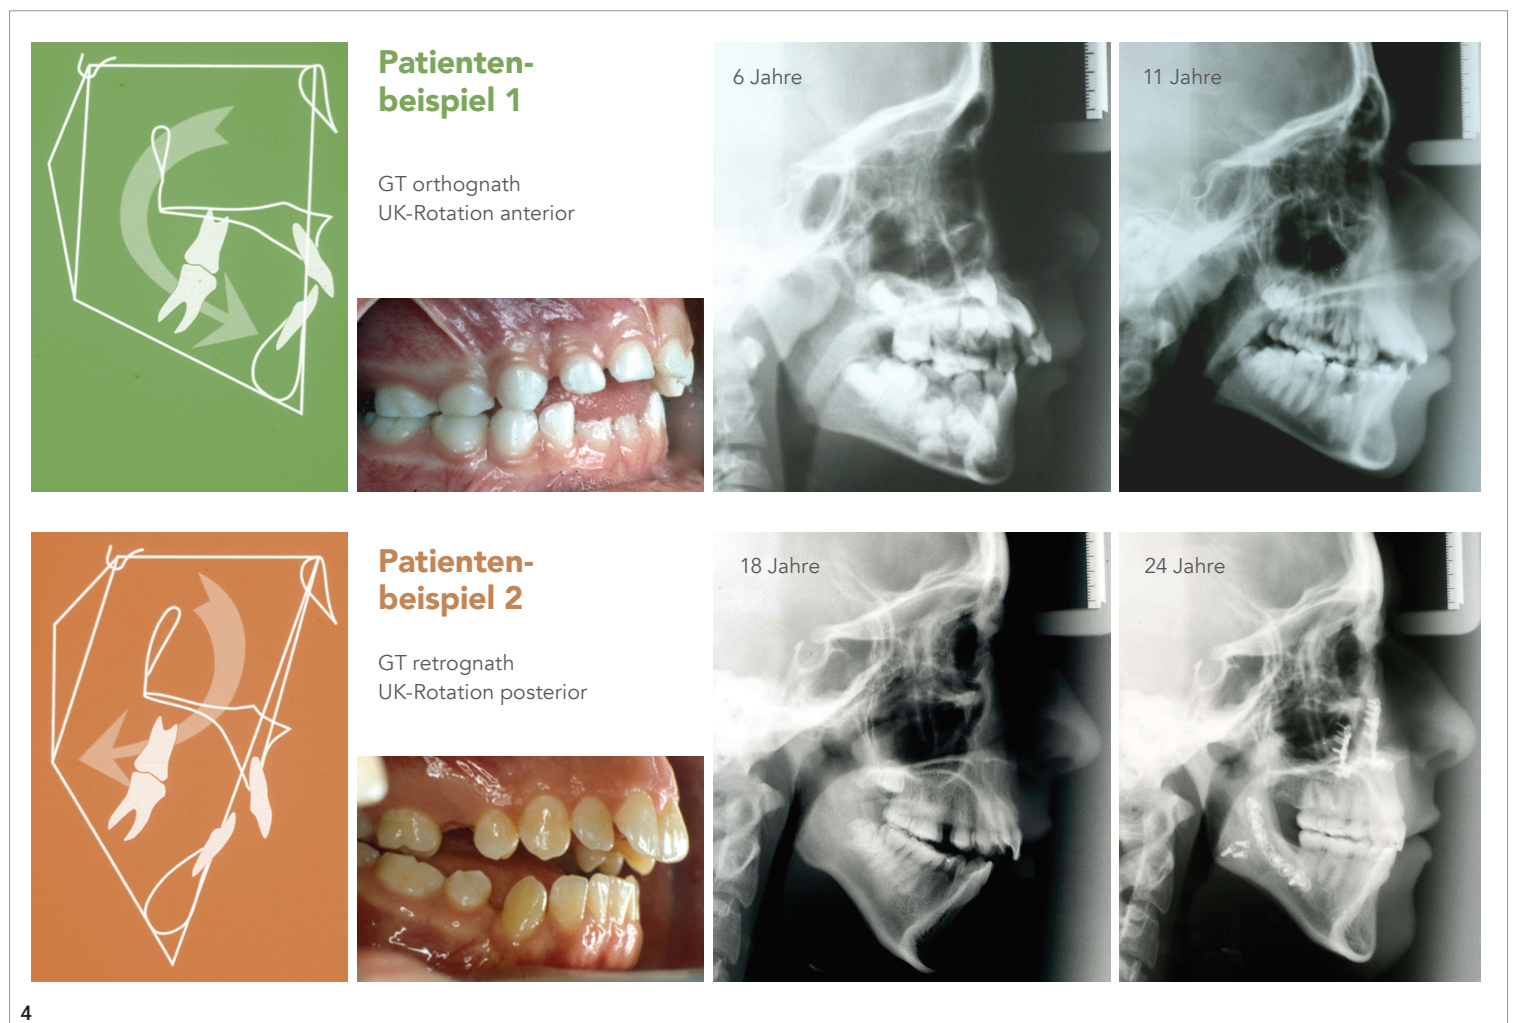 Patienten-
beispiel 1
GT orthognath
UK-Rotation anterior
6 Jahre
11 Jahre
Patienten-
beispiel 2
GT retrognath
UK-Rotation posterior
18 Jahre
24 Jahre
4